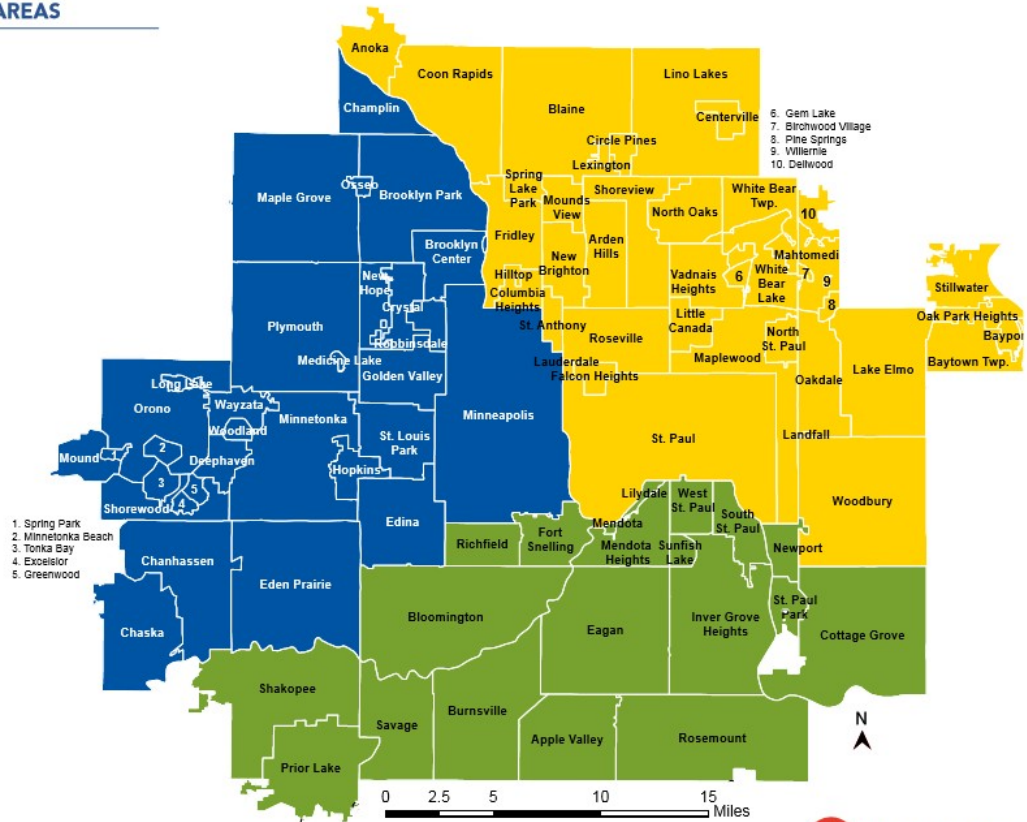 AREAS
Anoka
Coon Rapids
Lino Lakes
Champlin
Blaine
Centerville
6. Gem Lake
7. Birchwood Village
8. Pine Springs
9. Willernie
10. Dellwood
Circle Pines
Lexington
Maple Grove
Osseo
Brooklyn Park
Spring
Lake
Park
Mounds
View
Shoreview
North Oaks
White Bear
Twp.
10
Fridley
Arden
Hills
Brooklyn
Center
New
Brighton
Mahtomedi
New
Hope
Hilltop
Vadnais
Heights
6
White
Bear
Lake
7
9
8
Stillwater
Columbia
Heights
Crystal
Oak Park Heights
Plymouth
St. Anthony
Roseville
Little
Canada
North
St. Paul
Baypor
Robbinsdale
Medicine Lake
Lauderdale
Maplewood
Baytown Twp.
Golden Valley
Falcon Heights
Oakdale
Lake Elmo
Long Lake
Orono
Wayzata
Minnetonka
Minneapolis
Woodland
St. Louis
Park
St. Paul
Landfall
Mound
1
2
Deephaven
Hopkins
3
5
4
Shorewood
Lilydale
West
St. Paul
South
St. Paul
Woodbury
1. Spring Park
2. Minnetonka Beach
3. Tonka Bay
4. Excelsior
5. Greenwood
Edina
Richfield
Fort
Snelling
Mendota
Mendota
Heights
Sunfish
Lake
Newport
Chanhassen
Eden Prairie
St. Paul
Park
Bloomington
Eagan
Inver Grove
Heights
Chaska
Cottage Grove
Shakopee
Savage
Burnsville
Apple Valley
Rosemount
N
Prior Lake
0 2.5 5 10 15
Miles